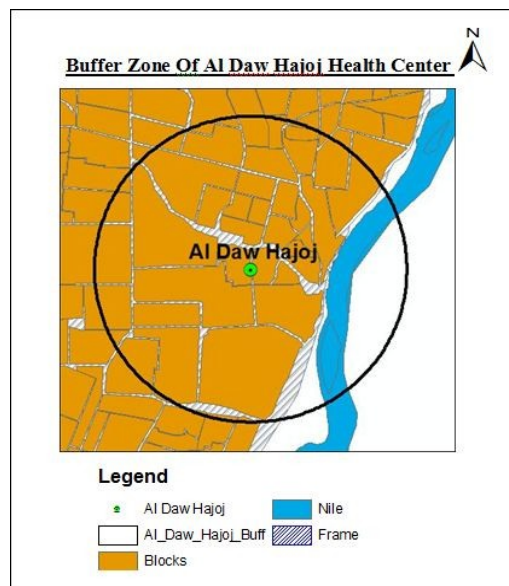 N
Buffer Zone Of Al Daw Hajoj Health Center
Al Daw Hajoj
Legend
Al Daw Hajoj
Nile
Al_Daw_Hajoj_Buff
Frame
Blocks